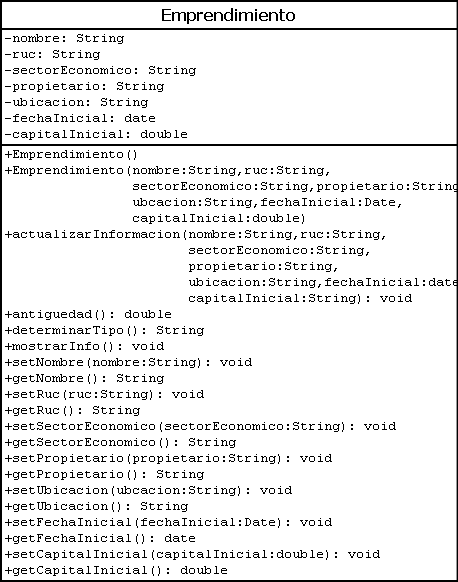 Emprendimiento
-nombre: String
-ruc: String
-sectorEconomico: String
-propietario: String
-ubicacion: String
-fechaInicial: date
-capitalInicial: double
+Emprendimiento()
+Emprendimiento(nombre:String,ruc:String,
sectorEconomico:String,propietario:String
ubcacion:String,fechaInicial:Date,
capitalInicial:double)
+actualizarInformacion(nombre:String,ruc:String,
sectorEconomico:String,
propietario:String,
ubicacion:String,fechaInicial:date
capitalInicial:String): void
+antiguedad(): double
+determinarTipo(): String
+mostrarInfo(): void
+setNombre(nombre:String): void
+getNombre(): String
+setRuc(ruc:String): void
+getRuc(): String
+setSectorEconomico(sectorEconomico:String): void
+getSectorEconomico(): String
+setPropietario(propietario:String): void
+getPropietario(): String
+setUbicacion(ubcacion:String): void
+getUbicacion(): String
+setFechaInicial(fechaInicial:Date): void
+getFechaInicial(): date
+setCapitalInicial(capitalInicial:double): void
+getCapitalInicial(): double